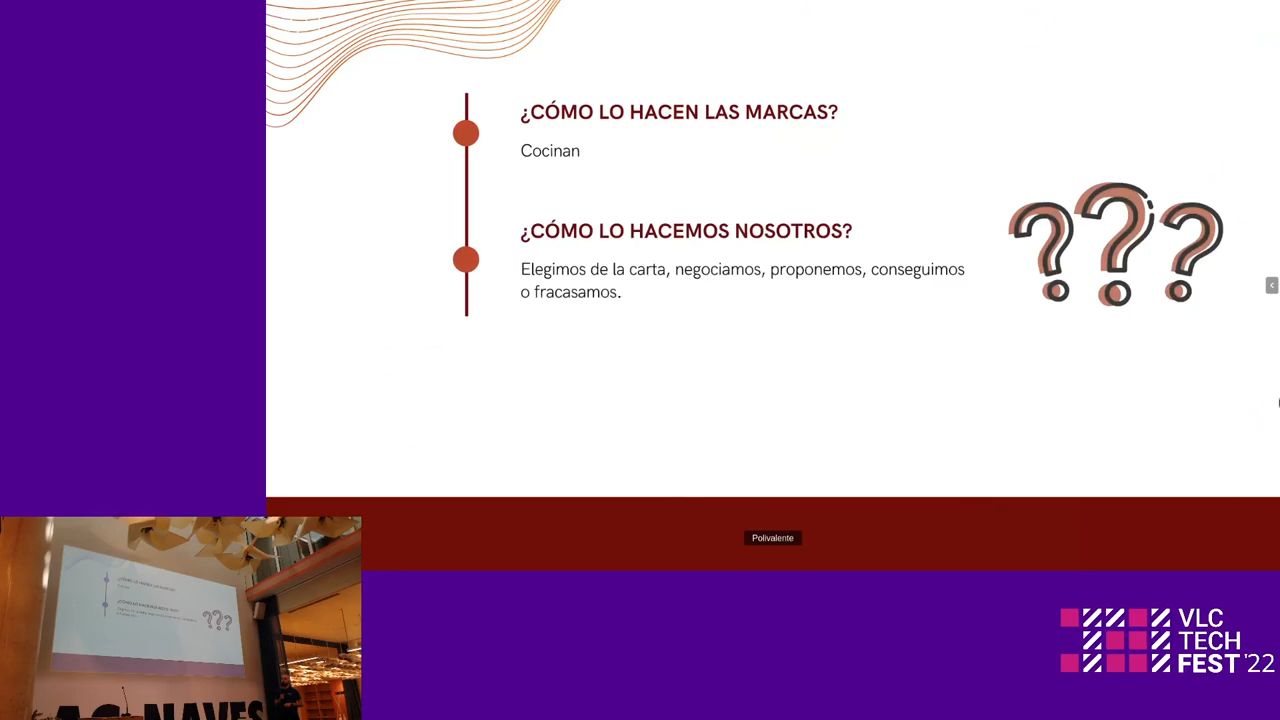 ¿CÓMO LO HACEN LAS MARCAS?
Cocinan
¿CÓMO LO HACEMOS NOSOTROS?
Elegimos de la carta, negociamos, proponemos, conseguimos
o fracasamos.
Polivalente
NAVES
VLC
TECH
FEST '22